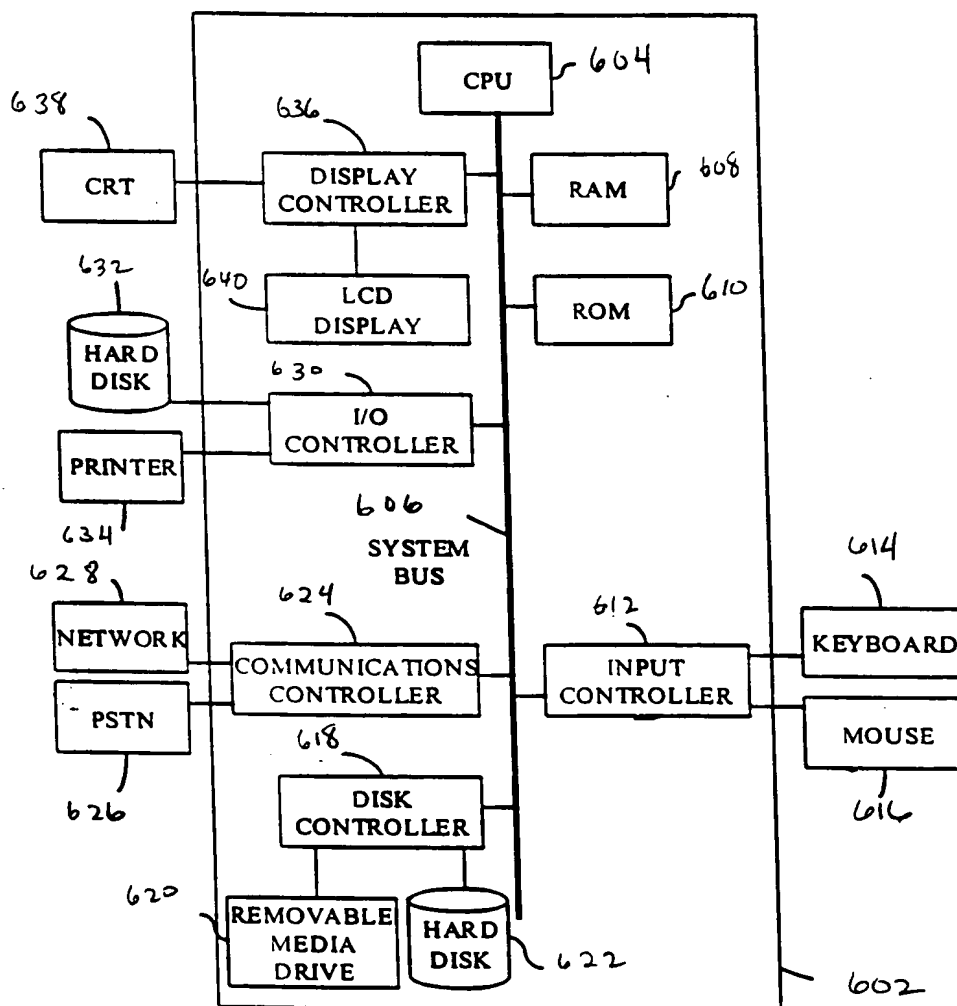 604
CPU
638
636
CRT
DISPLAY
CONTROLLER
RAM
608
632
640
LCD
DISPLAY
ROM
610
HARD
DISK
630
I/O
CONTROLLER
PRINTER
634
606
SYSTEM
BUS
628
624
612
614
NETWORK
COMMUNICATIONS
CONTROLLER
INPUT
CONTROLLER
KEYBOARD
PSTN
MOUSE
626
618
616
DISK
CONTROLLER
620
REMOVABLE
MEDIA
DRIVE
HARD
DISK
622
602